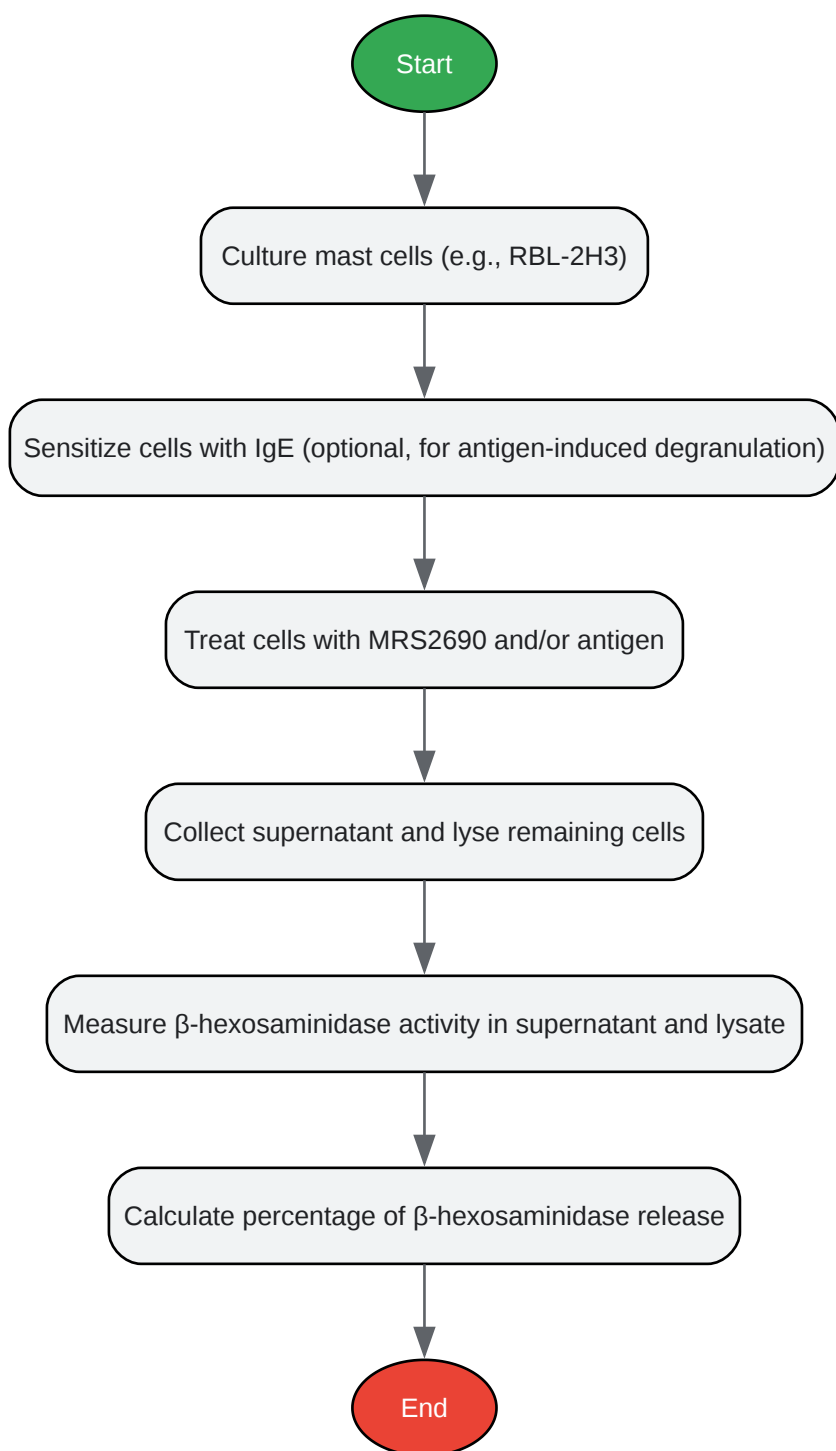 Start
Culture mast cells (e.g., RBL-2H3)
Sensitize cells with IgE (optional, for antigen-induced degranulation)
Treat cells with MRS2690 and/or antigen
Collect supernatant and lyse remaining cells
Measure β-hexosaminidase activity in supernatant and lysate
Calculate percentage of β-hexosaminidase release
End